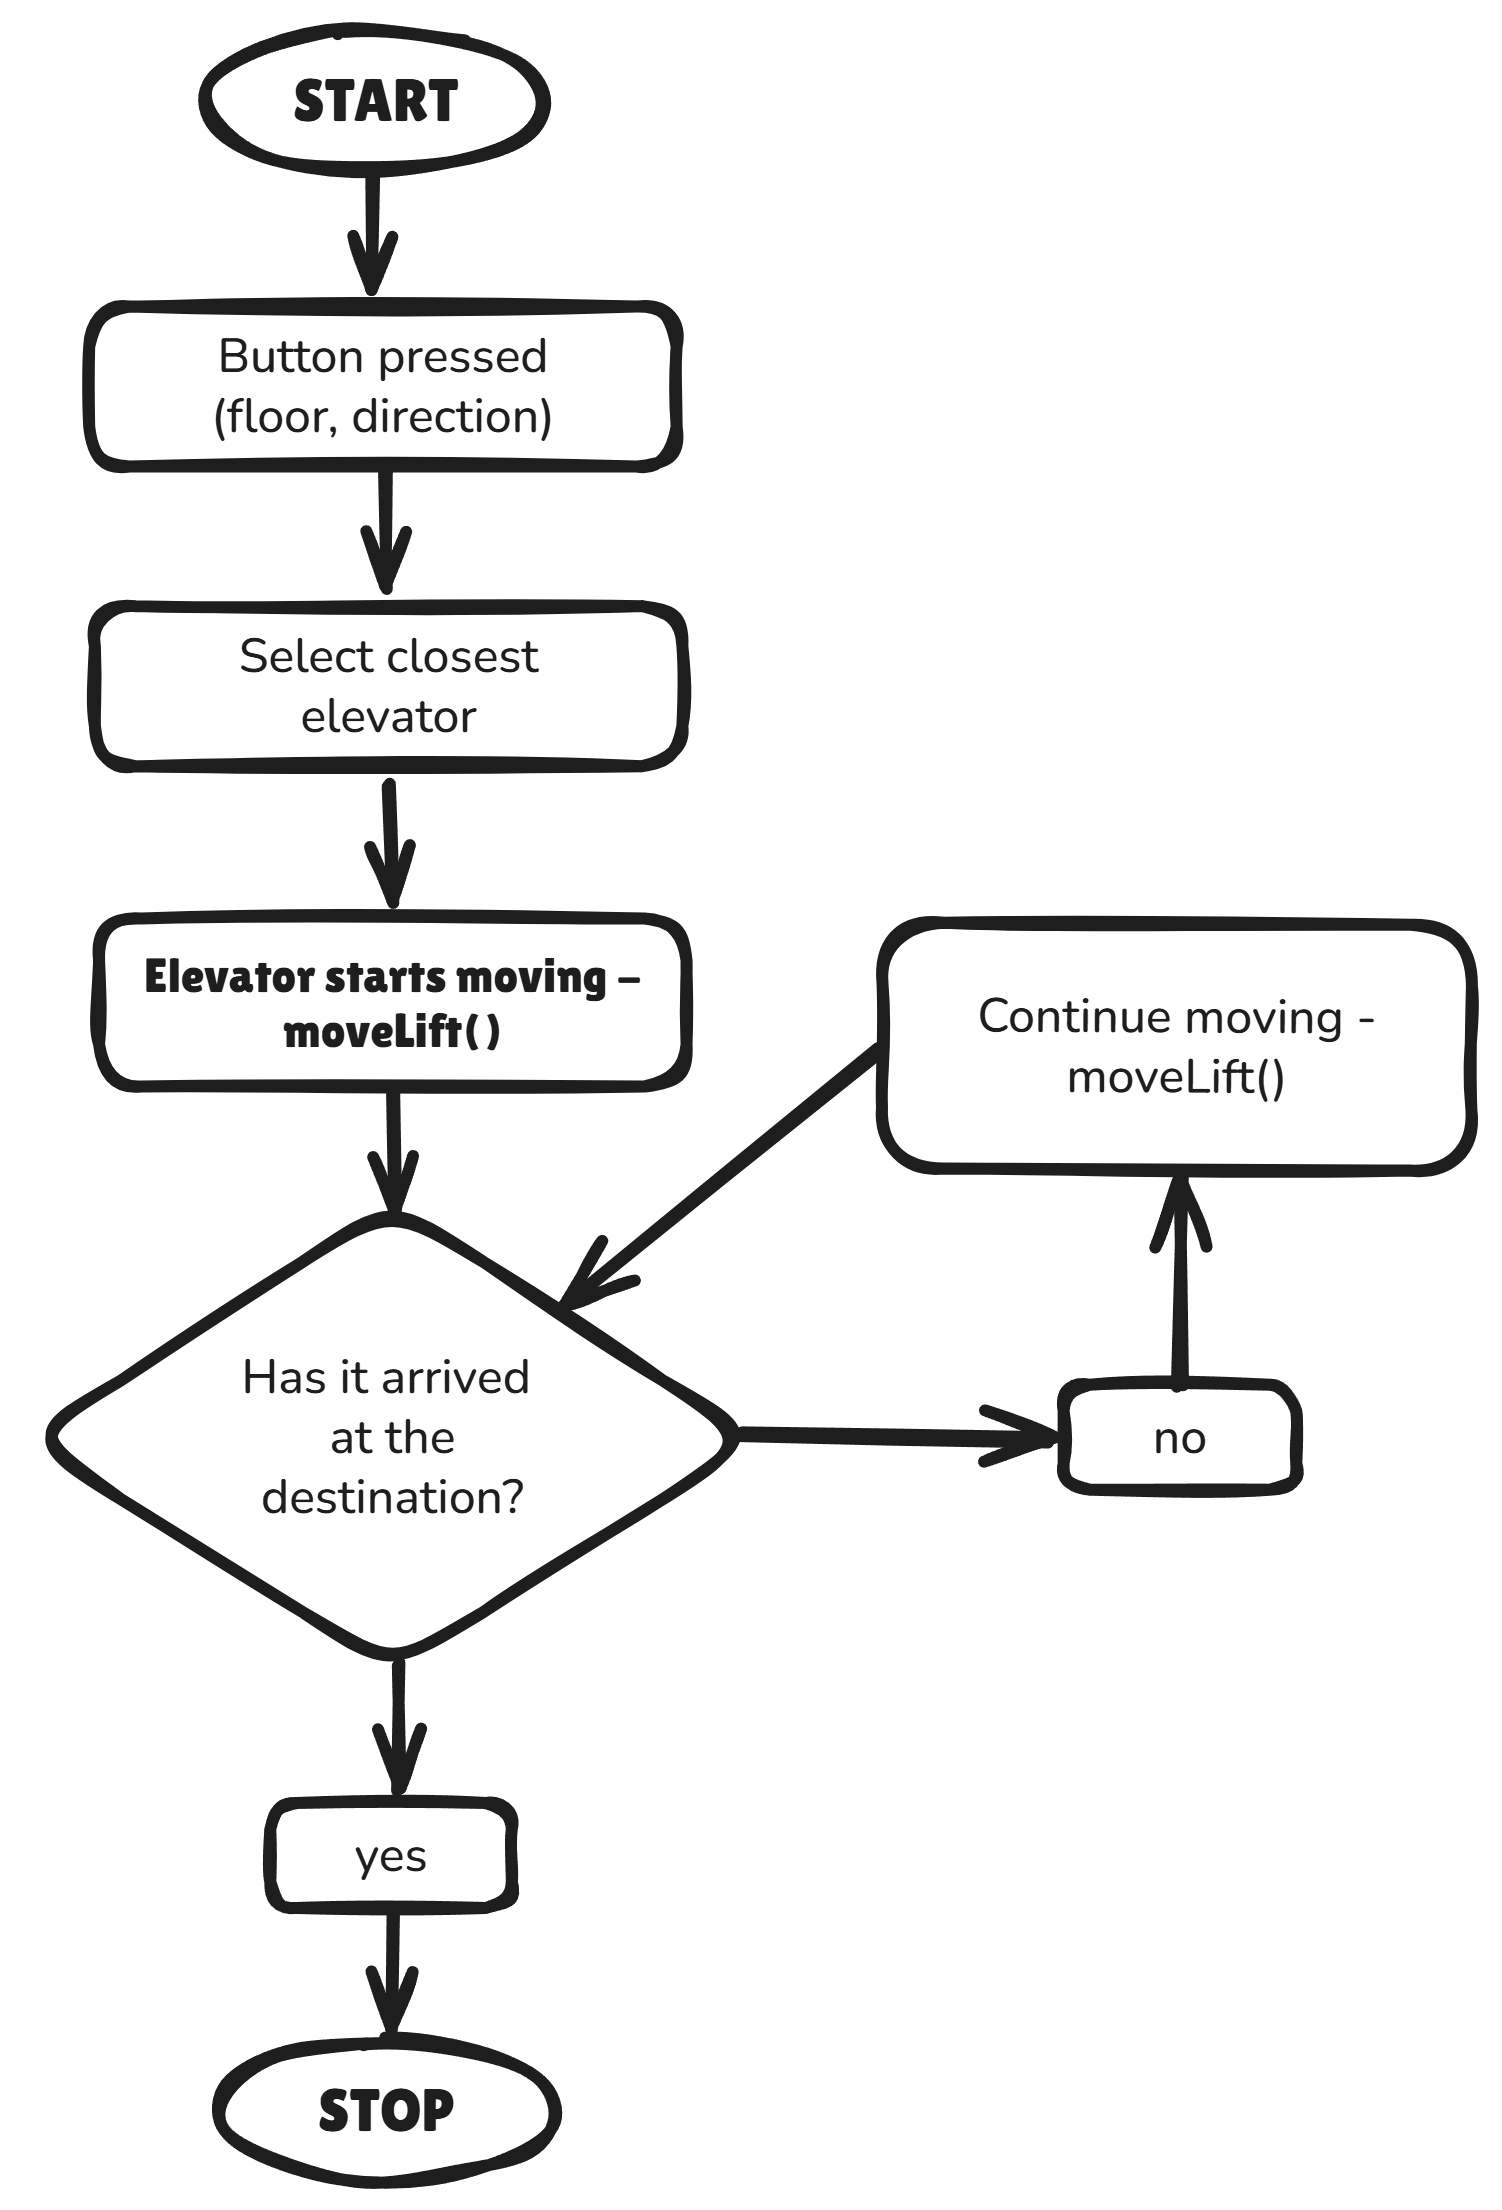 START
Button pressed
(floor, direction)
Select closest
elevator
Elevator starts moving –
moveLift()
Continue moving -
moveLift()
Has it arrived
at the
destination?
no
yes
STOP